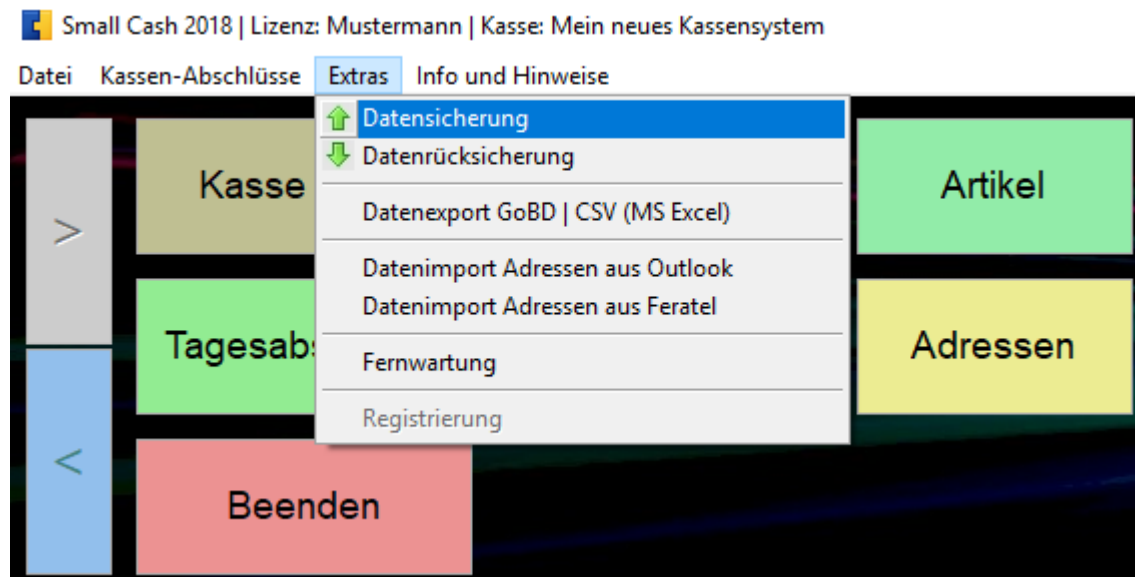 Small Cash 2018 | Lizenz: Mustermann | Kasse: Mein neues Kassensystem
Datei Kassen-Abschlüsse Extras Info und Hinweise
Datensicherung
Datenrücksicherung
Datenexport GoBD | CSV (MS Excel)
Datenimport Adressen aus Outlook
Datenimport Adressen aus Feratel
Fernwartung
Registrierung
>
<
Kasse
Artikel
Tagesab
Adressen
Beenden